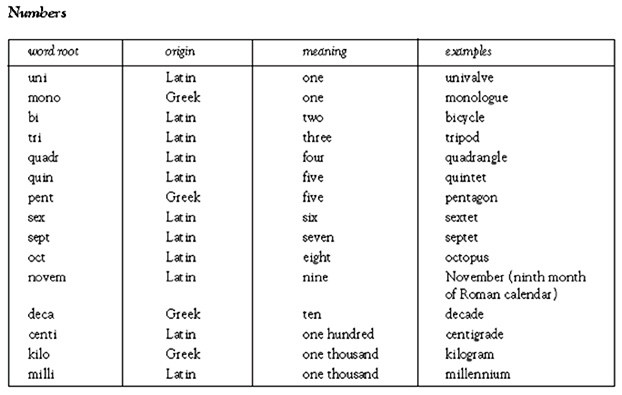 Numbers
word root origin meaning examples
uni Latin one univalve
mono Greek one monologue
bi Latin two bicycle
tri Latin three tripod
quadr Latin four quadrangle
quin Latin five quintet
pent Greek five pentagon
sex Latin six sextet
sept Latin seven septet
oct Latin eight octopus
novem Latin nine November (ninth month
of Roman calendar)
deca Greek ten decade
centi Latin one hundred centigrade
kilo Greek one thousand kilogram
milli Latin one thousand millennium